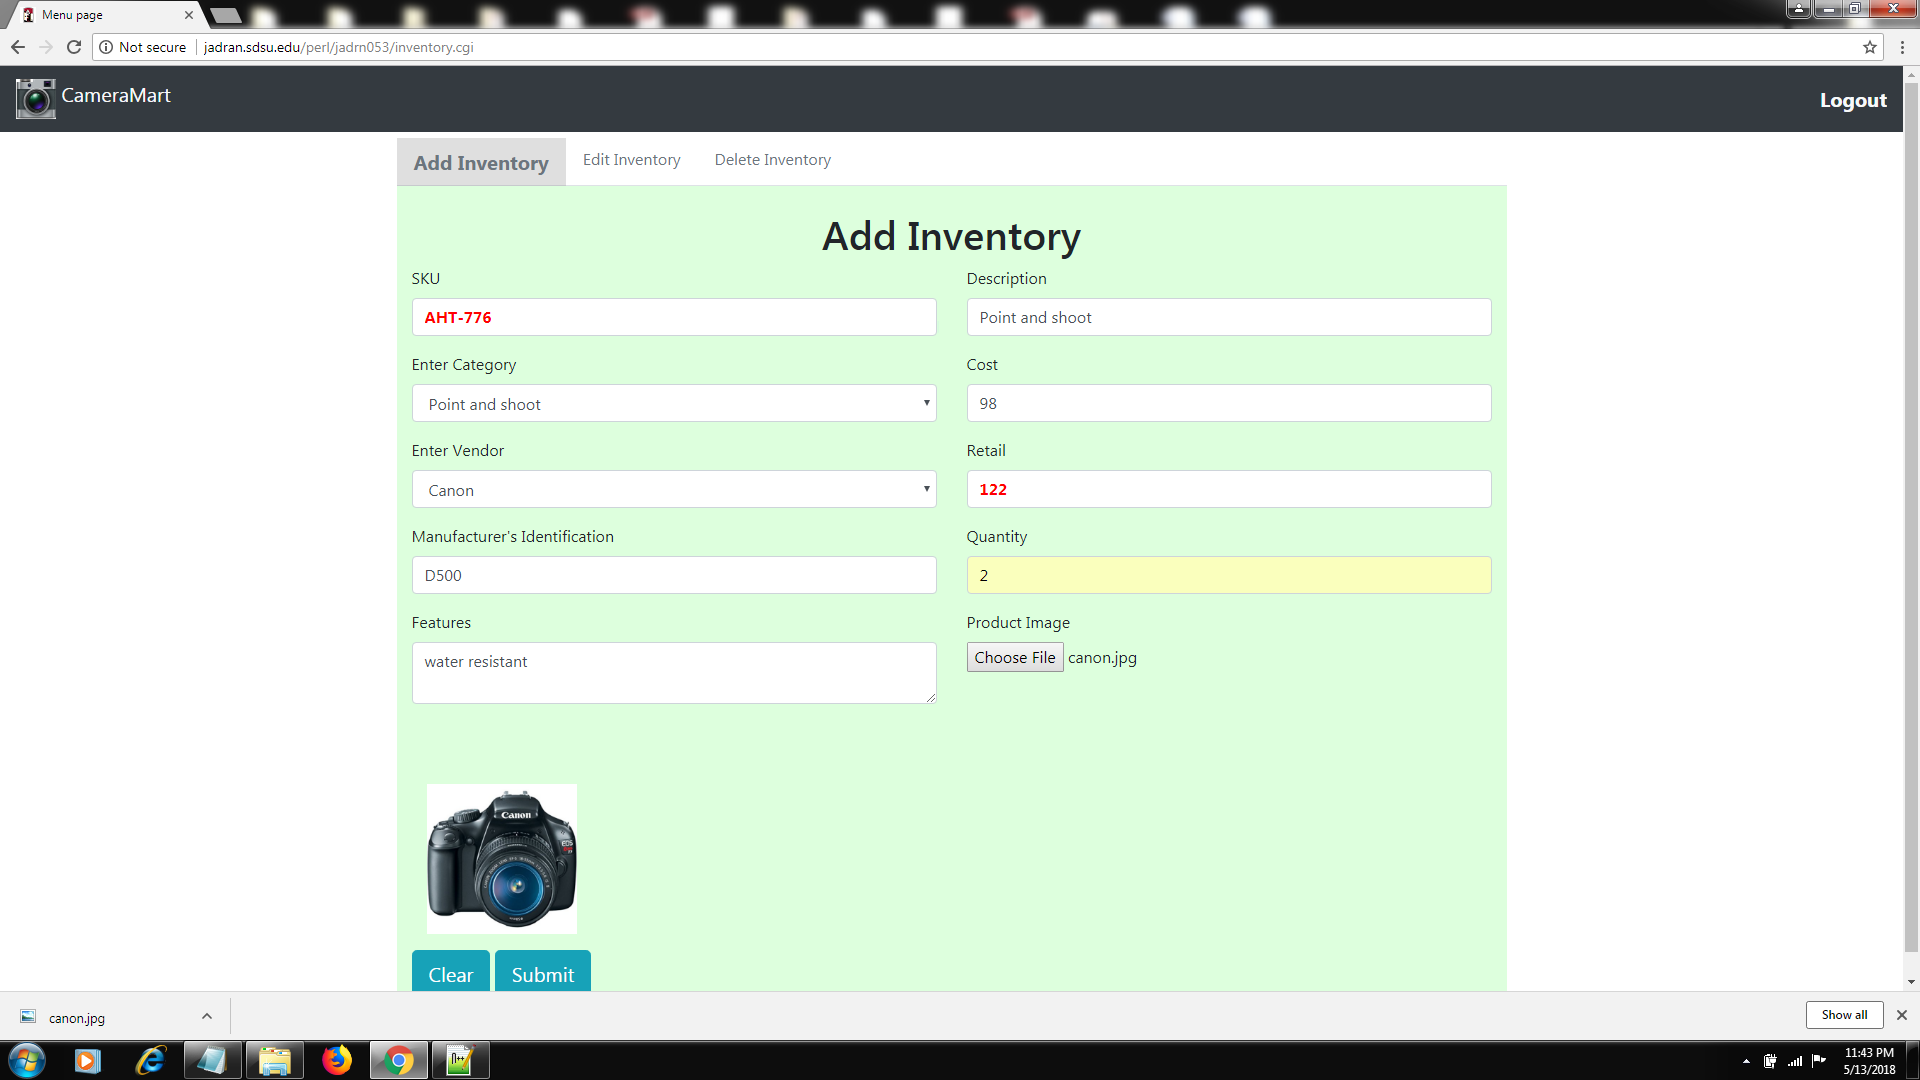 Menu page
Not secure jadran.sdsu.edu/perl/jadrn053/inventory.cgi
CameraMart
Logout
Add Inventory Edit Inventory Delete Inventory
Add Inventory
SKU
AHT-776
Description
Point and shoot
Enter Category
Point and shoot
Cost
98
Enter Vendor
Canon
Retail
122
Manufacturer's Identification
D500
Quantity
2
Features
water resistant
Product Image
Choose File canon.jpg
Canon
EOS
Clear Submit
canon.jpg
Show all
11:43 PM
5/13/2018